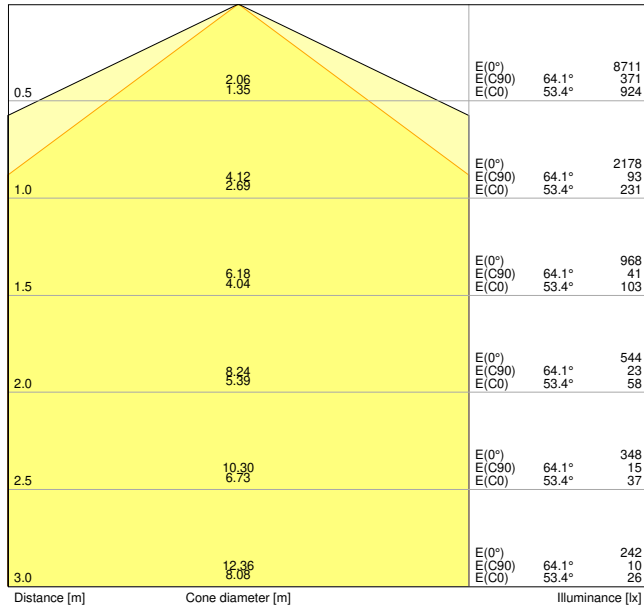 E(0°) 8711
2.06 E(C90) 64.1° 371
0.5 1.35 E(C0) 53.4° 924
E(0°) 2178
4.12 E(C90) 64.1° 93
1.0 2.69 E(C0) 53.4° 231
E(0°) 968
6.18 E(C90) 64.1° 41
1.5 4.04 E(C0) 53.4° 103
E(0°) 544
8.24 E(C90) 64.1° 23
2.0 5.39 E(C0) 53.4° 58
E(0°) 348
10.30 E(C90) 64.1° 15
2.5 6.73 E(C0) 53.4° 37
E(0°) 242
12.36 E(C90) 64.1° 10
3.0 8.08 E(C0) 53.4° 26
Distance [m] Cone diameter [m] Illuminance [lx]